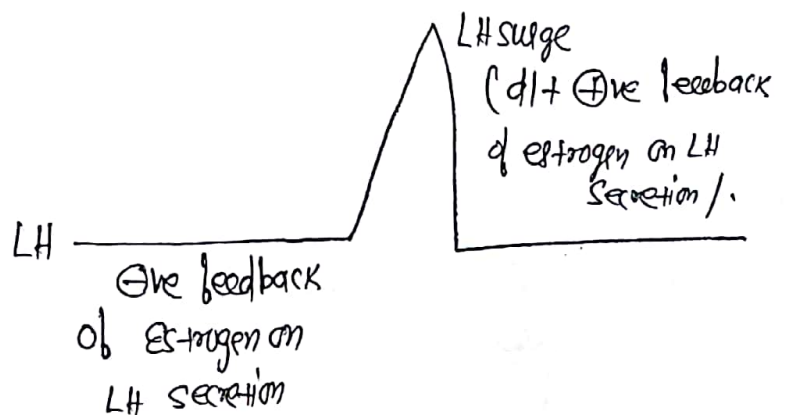 LH surge
(d/t ⊕ve feedback
of estrogen on LH
secretion).
LH
⊖ve feedback
of Estrogen on
LH secretion